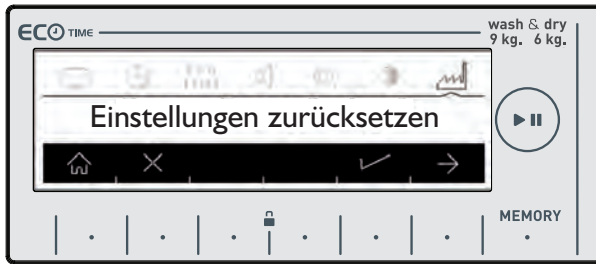 ECO TIME
wash & dry
9 kg. 6 kg.
Einstellungen zurücksetzen
MEMORY